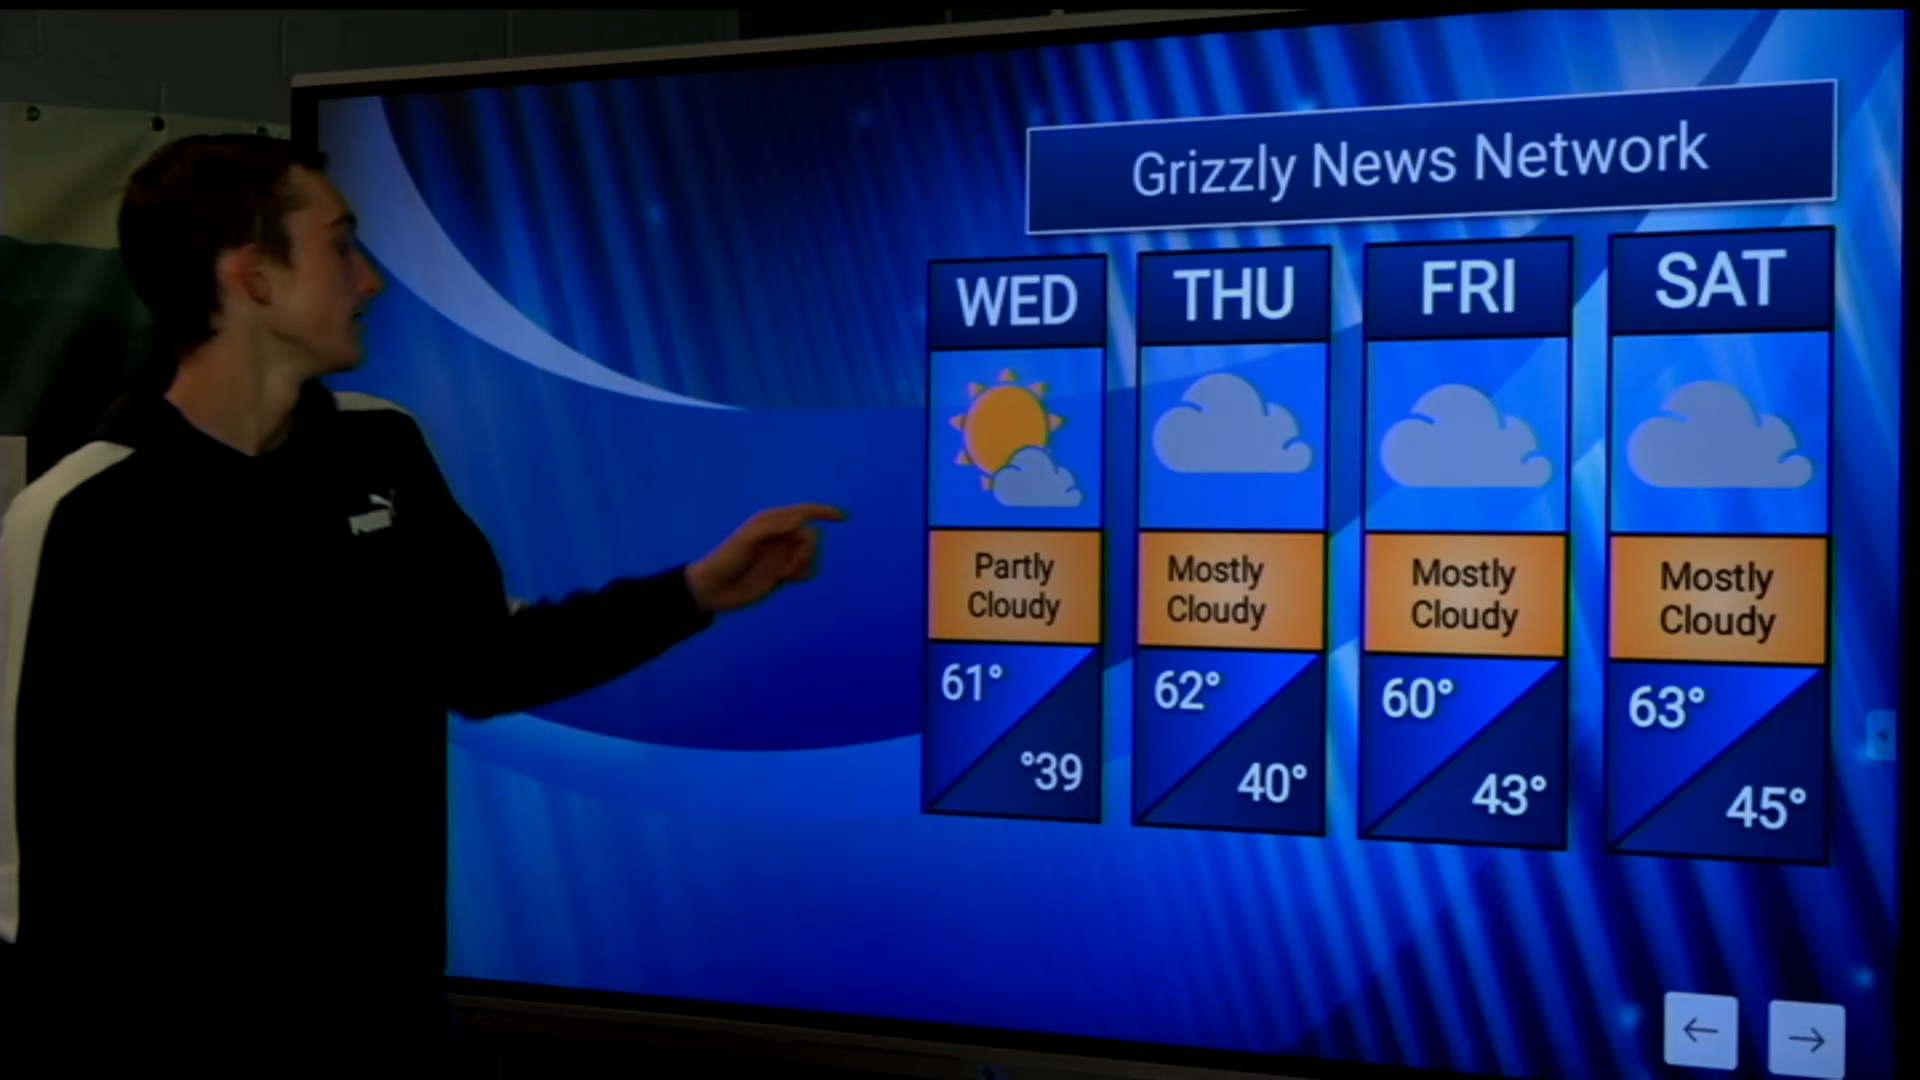 Grizzly News Network
WED
THU
FRI
SAT
Partly
Cloudy
Mostly
Cloudy
Mostly
Cloudy
Mostly
Cloudy
61°
°39
62°
40°
60°
43°
63°
45°